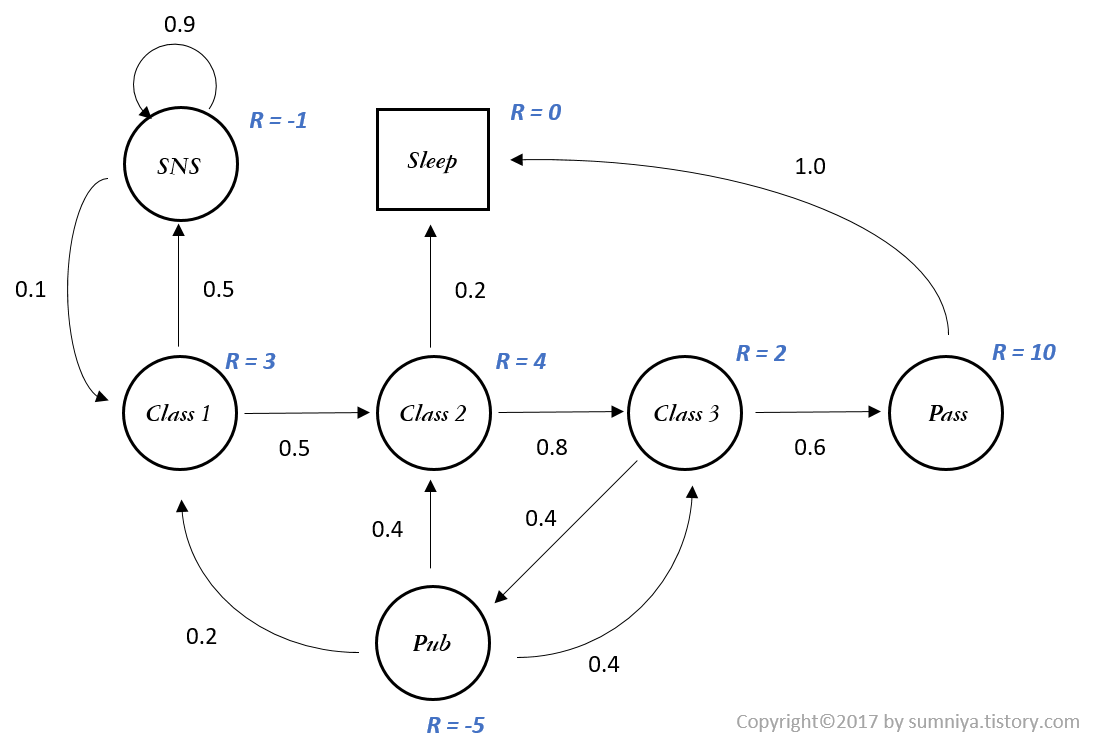 0.9
R = -1
SNS
R = 0
Sleep
1.0
0.1
0.5
0.2
R = 3
Class 1
R = 4
Class 2
R = 2
Class 3
R = 10
Pass
0.5
0.8
0.6
0.4
0.4
Pub
0.2
0.4
R = -5
Copyright©2017 by sumniya.tistory.com